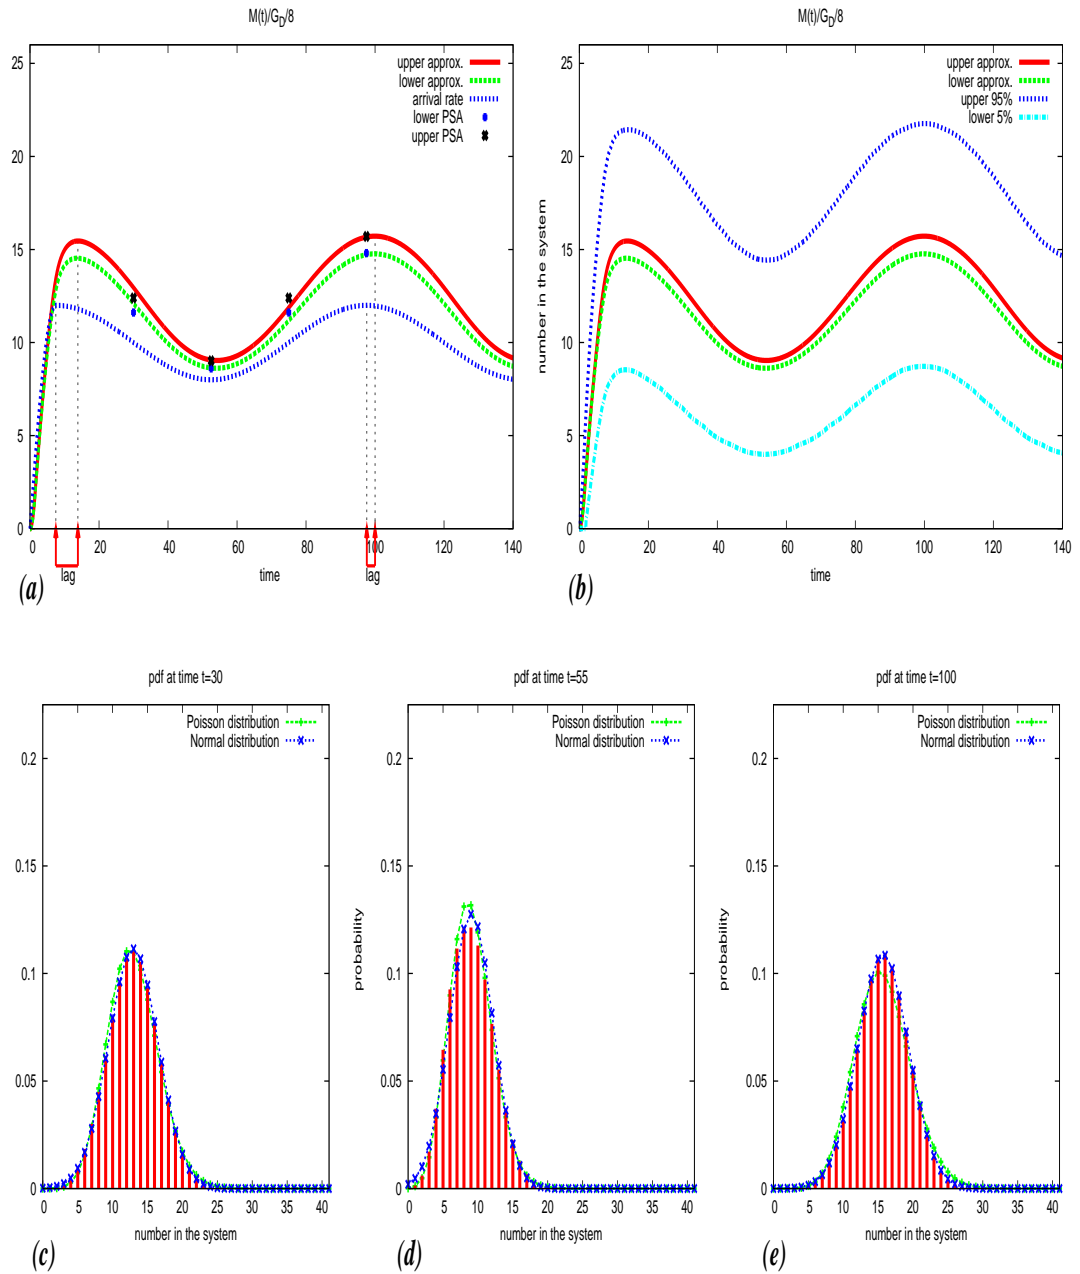 M(t)/G_D/8
upper approx.
lower approx.
arrival rate
lower PSA
upper PSA
25
20
15
10
5
0
0 20 40 60 80 100 120 140
lag
time
lag
(a)
M(t)/G_D/8
upper approx.
lower approx.
upper 95%
lower 5%
number in the system
25
20
15
10
5
0
0 20 40 60 80 100 120 140
time
(b)
pdf at time t=30
Poisson distribution
Normal distribution
0.2
0.15
0.1
0.05
0
0 5 10 15 20 25 30 35 40
number in the system
(c)
pdf at time t=55
Poisson distribution
Normal distribution
probability
0.2
0.15
0.1
0.05
0
0 5 10 15 20 25 30 35 40
number in the system
(d)
pdf at time t=100
Poisson distribution
Normal distribution
probability
0.2
0.15
0.1
0.05
0
0 5 10 15 20 25 30 35 40
number in the system
(e)